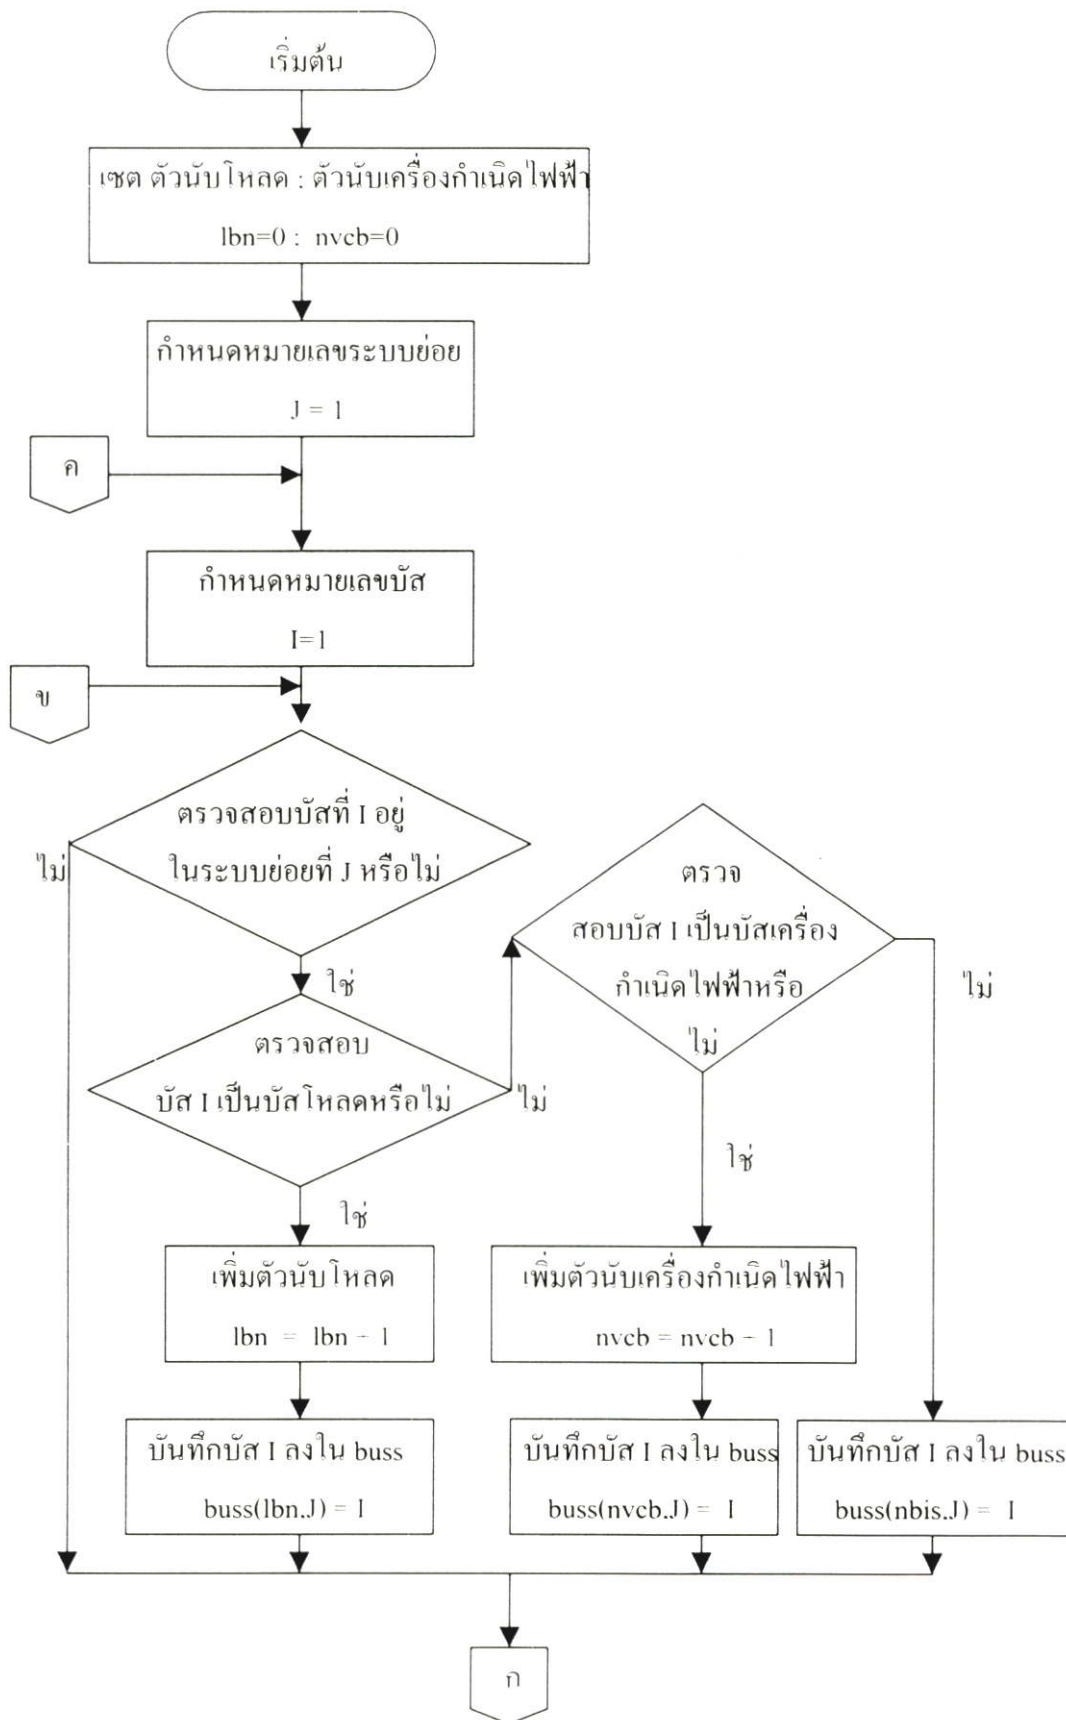 เริ่มต้น
เซต ตัวนับโหลด : ตัวนับเครื่องกำเนิดไฟฟ้า
lbn=0 : nvcb=0
กำหนดหมายเลขระบบย่อย
J = 1
ค
กำหนดหมายเลขบัส
I=1
ข
ตรวจสอบบัสที่ I อยู่
ในระบบย่อยที่ J หรือไม่
ไม่
ใช่
ตรวจ
สอบบัส I เป็นบัสเครื่อง
กำเนิดไฟฟ้าหรือ
ไม่
ไม่
ตรวจสอบ
บัส I เป็นบัสโหลดหรือไม่
ไม่
ใช่
ใช่
เพิ่มตัวนับโหลด
lbn = lbn - 1
เพิ่มตัวนับเครื่องกำเนิดไฟฟ้า
nvcb = nvcb - 1
บันทึกบัส I ลงใน buss
buss(lbn,J) = I
บันทึกบัส I ลงใน buss
buss(nvcb,J) = I
บันทึกบัส I ลงใน buss
buss(nbis,J) = I
ก